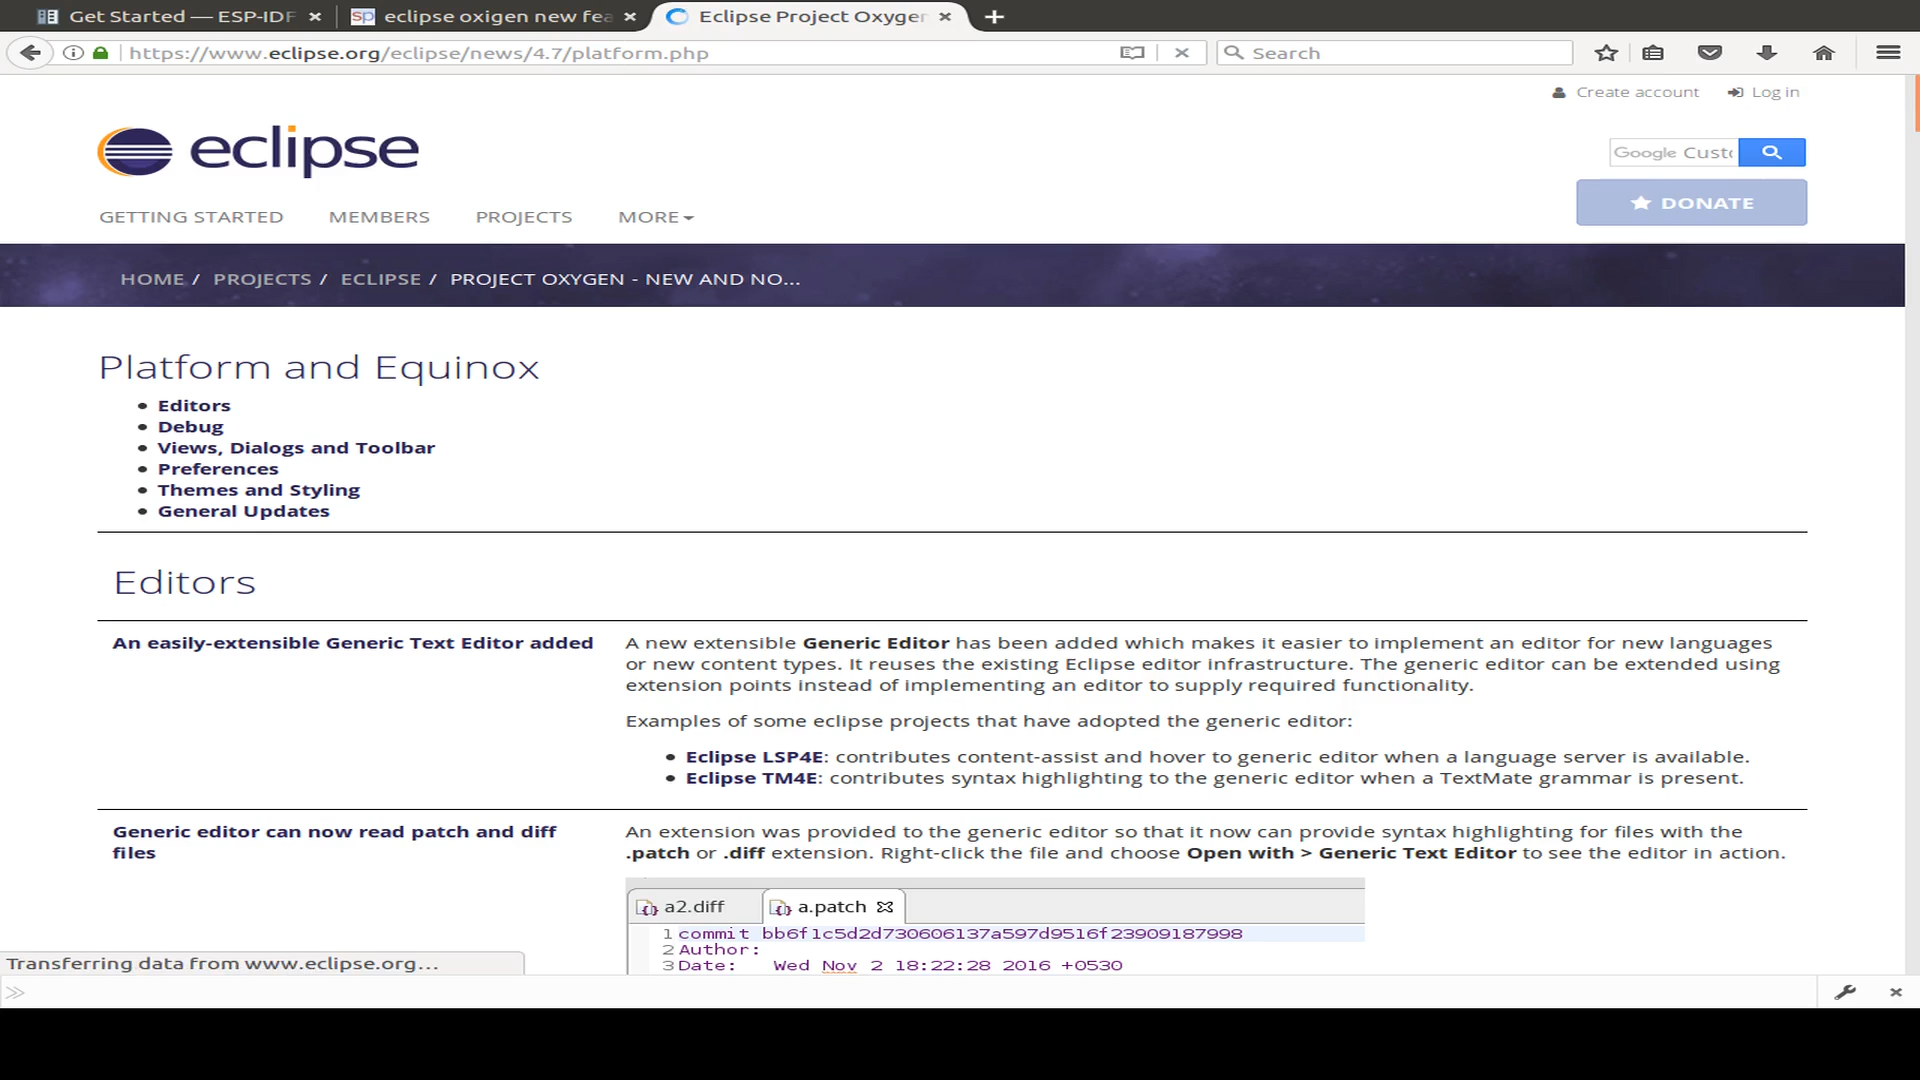 Get Started — ESP-IDF
eclipse oxigen new fea
Eclipse Project Oxygen
https://www.eclipse.org/eclipse/news/4.7/platform.php
Search
Create account
Log in
eclipse
Google Custo
DONATE
GETTING STARTED
MEMBERS
PROJECTS
MORE
HOME / PROJECTS / ECLIPSE / PROJECT OXYGEN - NEW AND NO...
Platform and Equinox
Editors
Debug
Views, Dialogs and Toolbar
Preferences
Themes and Styling
General Updates
Editors
An easily-extensible Generic Text Editor added
A new extensible Generic Editor has been added which makes it easier to implement an editor for new languages
or new content types. It reuses the existing Eclipse editor infrastructure. The generic editor can be extended using
extension points instead of implementing an editor to supply required functionality.
Examples of some eclipse projects that have adopted the generic editor:
Eclipse LSP4E: contributes content-assist and hover to generic editor when a language server is available.
Eclipse TM4E: contributes syntax highlighting to the generic editor when a TextMate grammar is present.
Generic editor can now read patch and diff
files
An extension was provided to the generic editor so that it now can provide syntax highlighting for files with the
.patch or .diff extension. Right-click the file and choose Open with > Generic Text Editor to see the editor in action.
a2.diff
a.patch
1 commit bb6f1c5d2d730606137a597d9516f23909187998
2 Author:
3 Date: Wed Nov 2 18:22:28 2016 +0530
Transferring data from www.eclipse.org...